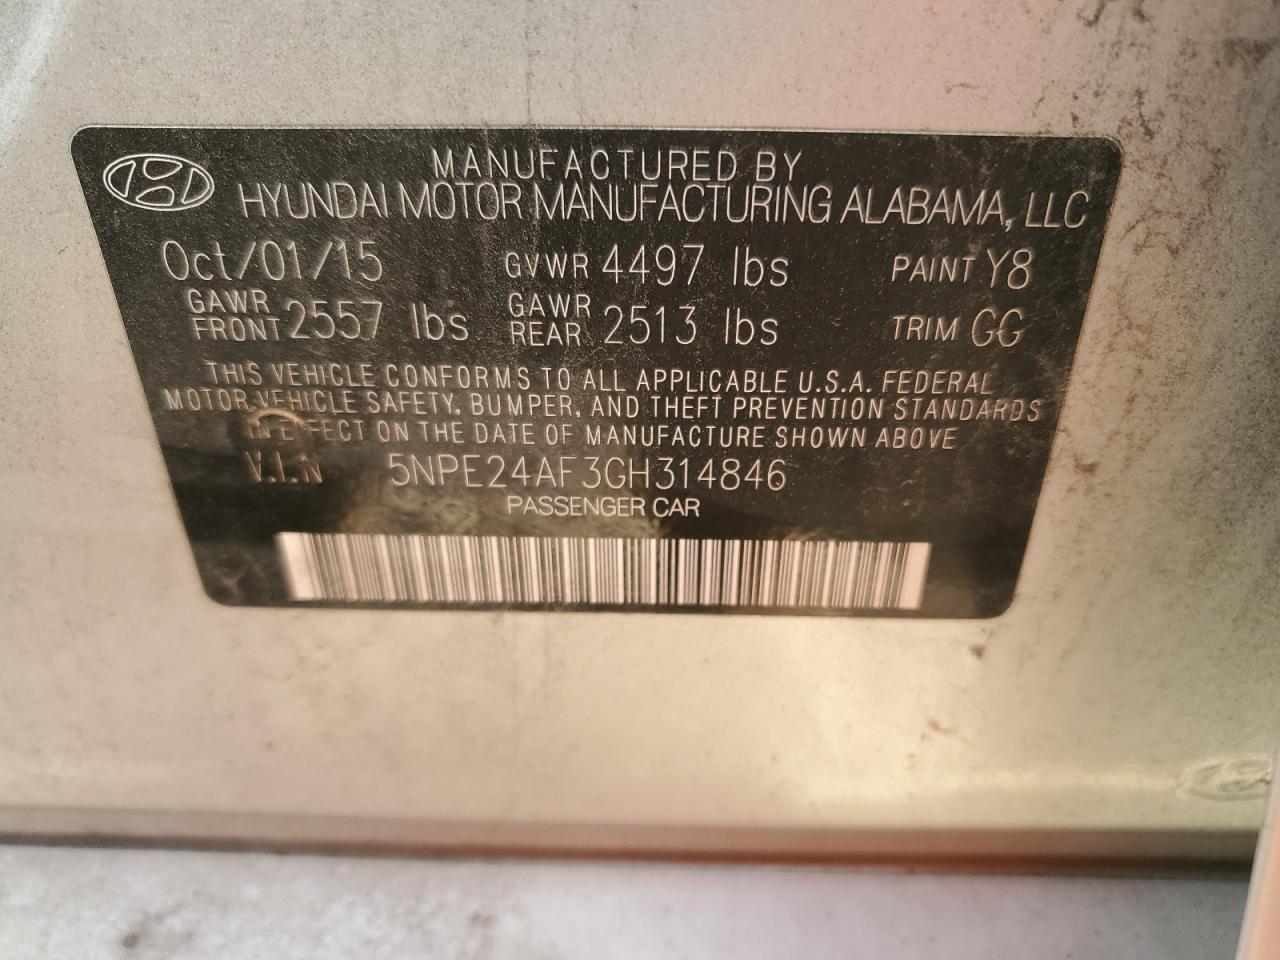 MANUFACTURED BY
HYUNDAI MOTOR MANUFACTURING ALABAMA, LLC
Oct/01/15 GVWR 4497 lbs PAINT Y8
GAWR FRONT 2557 lbs GAWR REAR 2513 lbs TRIM GG
THIS VEHICLE CONFORMS TO ALL APPLICABLE U.S.A. FEDERAL
MOTOR VEHICLE SAFETY, BUMPER, AND THEFT PREVENTION STANDARDS
IN EFFECT ON THE DATE OF MANUFACTURE SHOWN ABOVE
V.I.N 5NPE24AF3GH314846
PASSENGER CAR